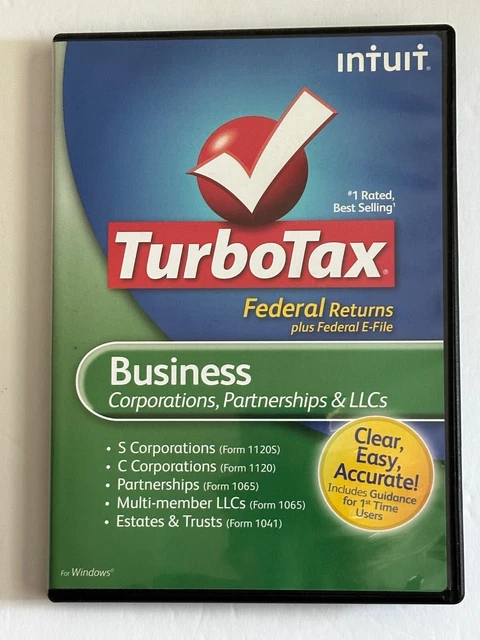 intuit®
#1 Rated,
Best Selling¹
TurboTax®
Federal Returns
plus Federal E-File
Business
Corporations, Partnerships & LLCs
• S Corporations (Form 1120S)
• C Corporations (Form 1120)
• Partnerships (Form 1065)
• Multi-member LLCs (Form 1065)
• Estates & Trusts (Form 1041)
Clear,
Easy,
Accurate!
Includes Guidance
for 1st Time
Users
For Windows®